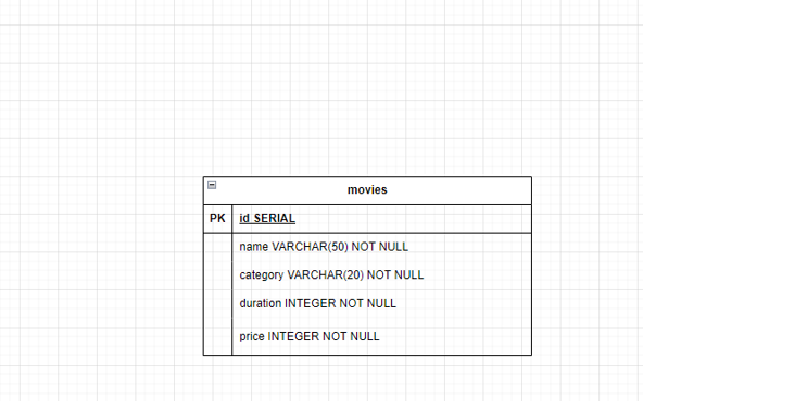 movies
PK id SERIAL
name VARCHAR(50) NOT NULL
category VARCHAR(20) NOT NULL
duration INTEGER NOT NULL
price INTEGER NOT NULL